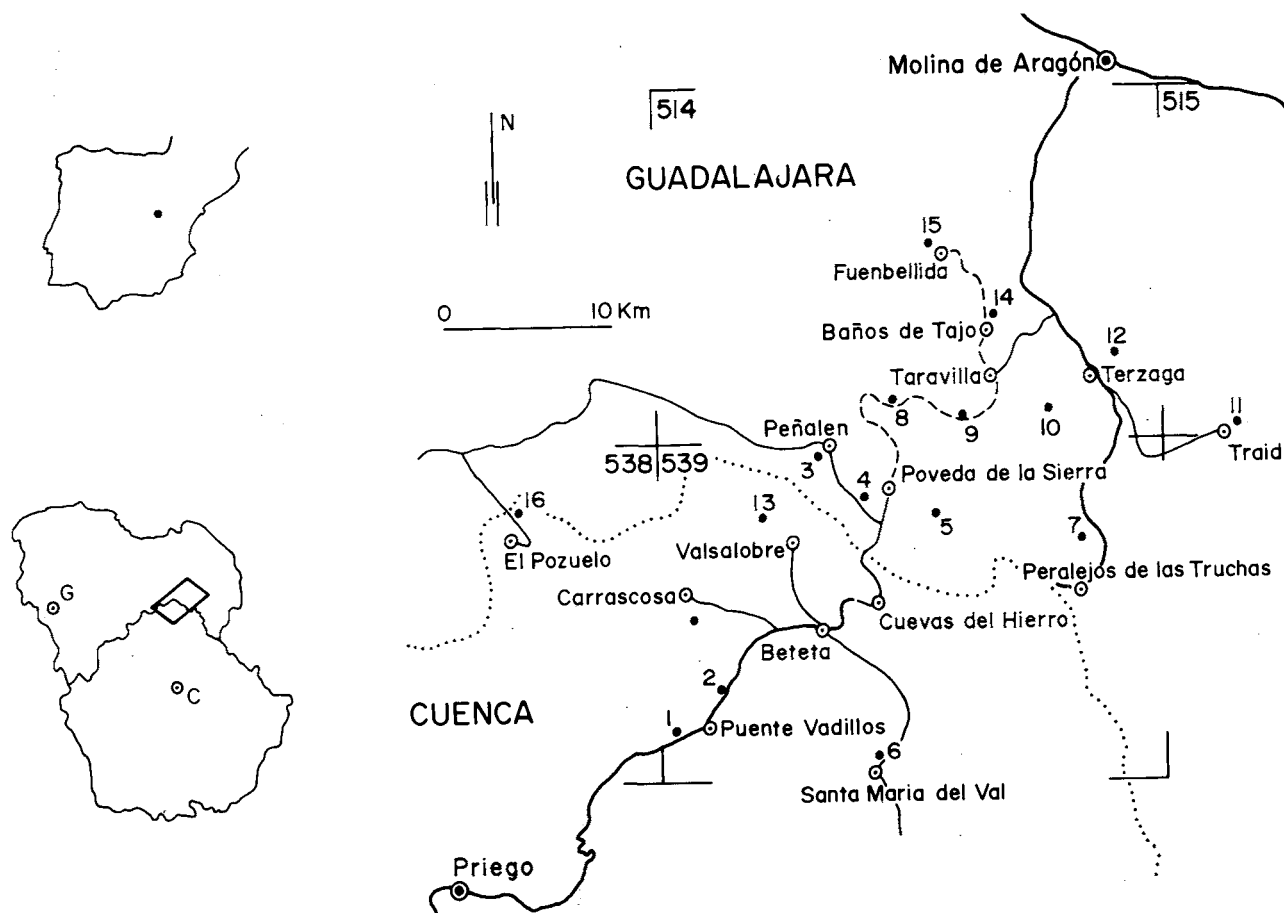 Molina de Aragón
514
515
N
GUADALAJARA
15
Fuenbellida
0 10 Km
14
Baños de Tajo
12
Taravilla
Terzaga
8
9
10
11
Traid
Peñalen
538 539
3
4
Poveda de la Sierra
16
13
5
7
El Pozuelo
Valsalobre
Peralejos de las Truchas
G
Carrascosa
Cuevas del Hierro
Beteta
C
2
CUENCA
1
Puente Vadillos
6
Santa Maria del Val
Priego